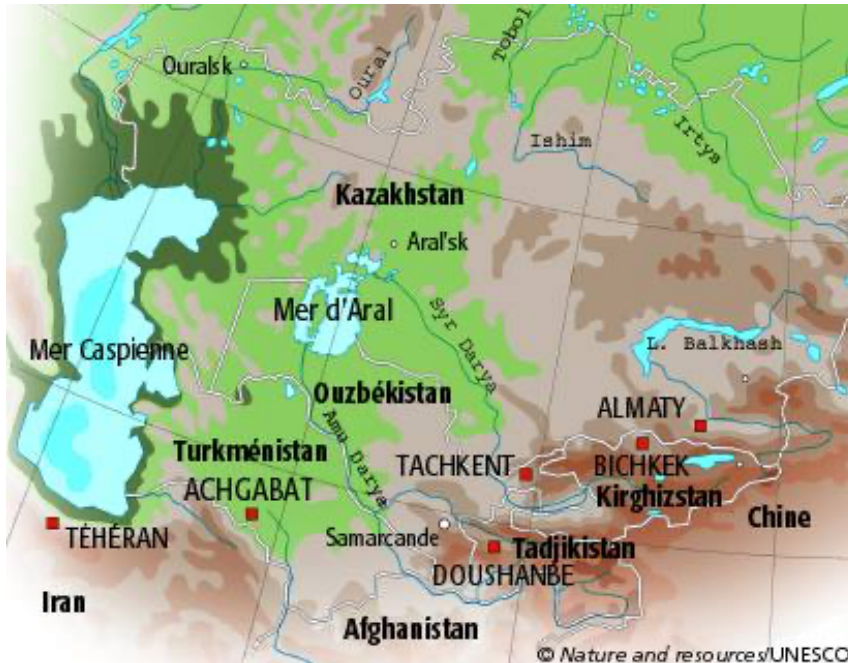 Ouralsk
Oural
Tobol
Ishim
Irtya
Kazakhstan
Aral'sk
Mer d'Aral
Syr Darya
Mer Caspienne
L. Balkhash
Ouzbékistan
ALMATY
Turkménistan
Amu Darya
TACHKENT
BICHKEK
ACHGABAT
Kirghizstan
Chine
TÉHÉRAN
Samarcande
Tadjikistan
DOUSHANBE
Iran
Afghanistan
© Nature and resources/UNESCO